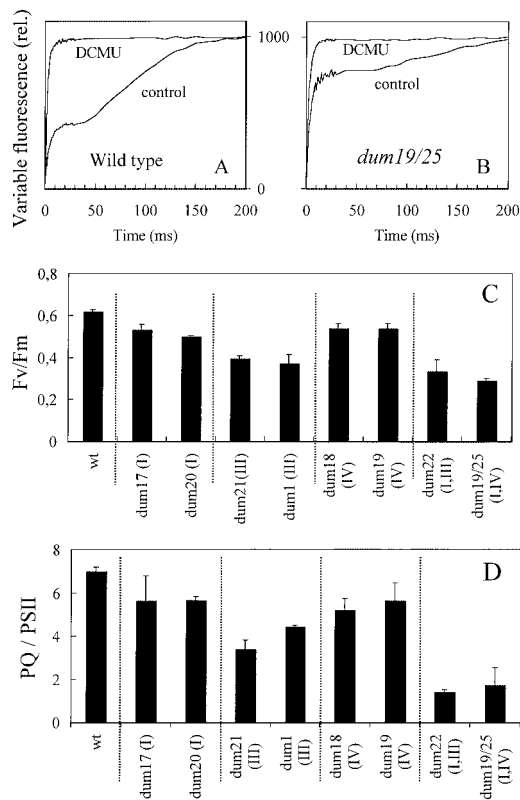 Variable fluorescence (rel.)
DCMU
control
Wild type
A
0 50 100 150 200
Time (ms)
1000
0
DCMU
control
dum19/25
B
0 50 100 150 200
Time (ms)
C
Fv/Fm
0,8
0,6
0,4
0,2
0
wt
dum17 (I)
dum20 (I)
dum21(III)
dum1 (III)
dum18
(IV)
dum19
(IV)
dum22
(I,III)
dum19/25
(I,IV)
D
PQ / PSII
8
6
4
2
0
wt
dum17 (I)
dum20 (I)
dum21
(III)
dum1 (III)
dum18
(IV)
dum19
(IV)
dum22
(I,III)
dum19/25
(I,IV)